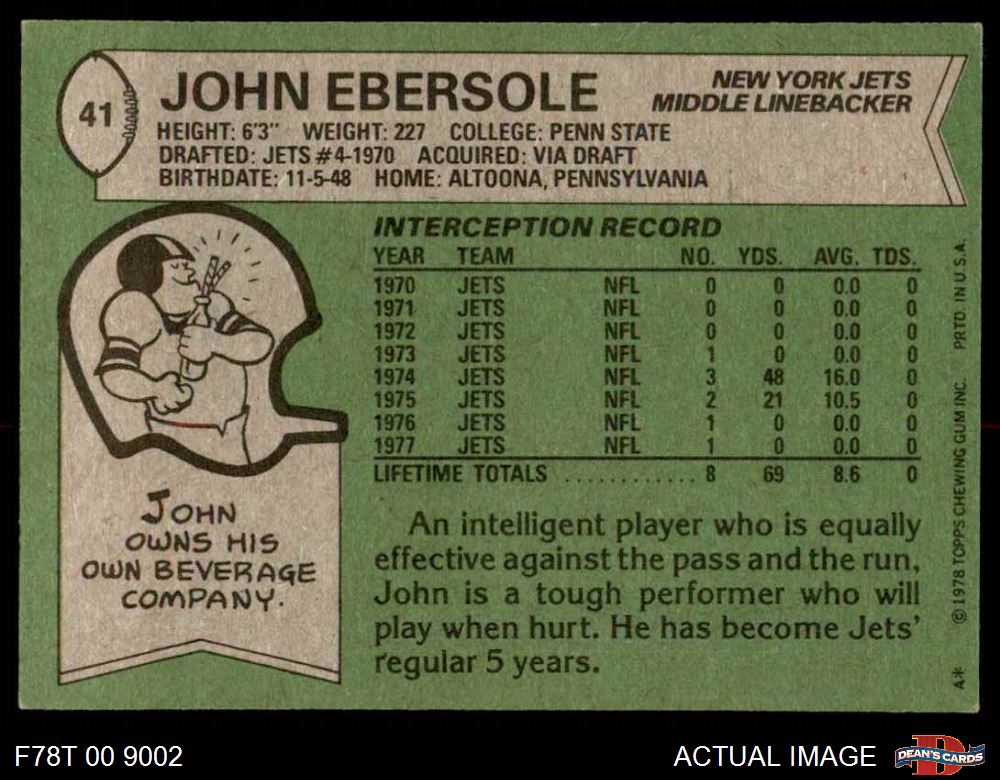 41
JOHN EBERSOLE
NEW YORK JETS
MIDDLE LINEBACKER
HEIGHT: 6'3" WEIGHT: 227 COLLEGE: PENN STATE
DRAFTED: JETS #4-1970 ACQUIRED: VIA DRAFT
BIRTHDATE: 11-5-48 HOME: ALTOONA, PENNSYLVANIA
INTERCEPTION RECORD
YEAR TEAM NO. YDS. AVG. TDS.
1970 JETS NFL 0 0 0.0 0
1971 JETS NFL 0 0 0.0 0
1972 JETS NFL 0 0 0.0 0
1973 JETS NFL 1 0 0.0 0
1974 JETS NFL 3 48 16.0 0
1975 JETS NFL 2 21 10.5 0
1976 JETS NFL 1 0 0.0 0
1977 JETS NFL 1 0 0.0 0
LIFETIME TOTALS ............ 8 69 8.6 0
JOHN
OWNS HIS
OWN BEVERAGE
COMPANY.
An intelligent player who is equally
effective against the pass and the run,
John is a tough performer who will
play when hurt. He has become Jets'
regular 5 years.
A* © 1978 TOPPS CHEWING GUM INC. PRTD. IN U.S.A.
F78T 00 9002
ACTUAL IMAGE
D
DEAN'S CARDS